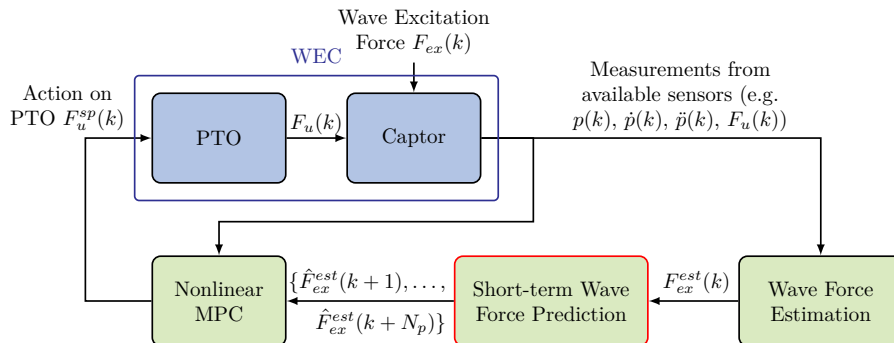 Wave Excitation
Force $F_{ex}(k)$
WEC
Action on
PTO $F_u^{sp}(k)$
PTO
$F_u(k)$
Captor
Measurements from
available sensors (e.g.
$p(k)$, $\dot{p}(k)$, $\ddot{p}(k)$, $F_u(k)$)
Nonlinear
MPC
$\{\hat{F}_{ex}^{est}(k+1), \ldots,$
$\hat{F}_{ex}^{est}(k+N_p)\}$
Short-term Wave
Force Prediction
$F_{ex}^{est}(k)$
Wave Force
Estimation